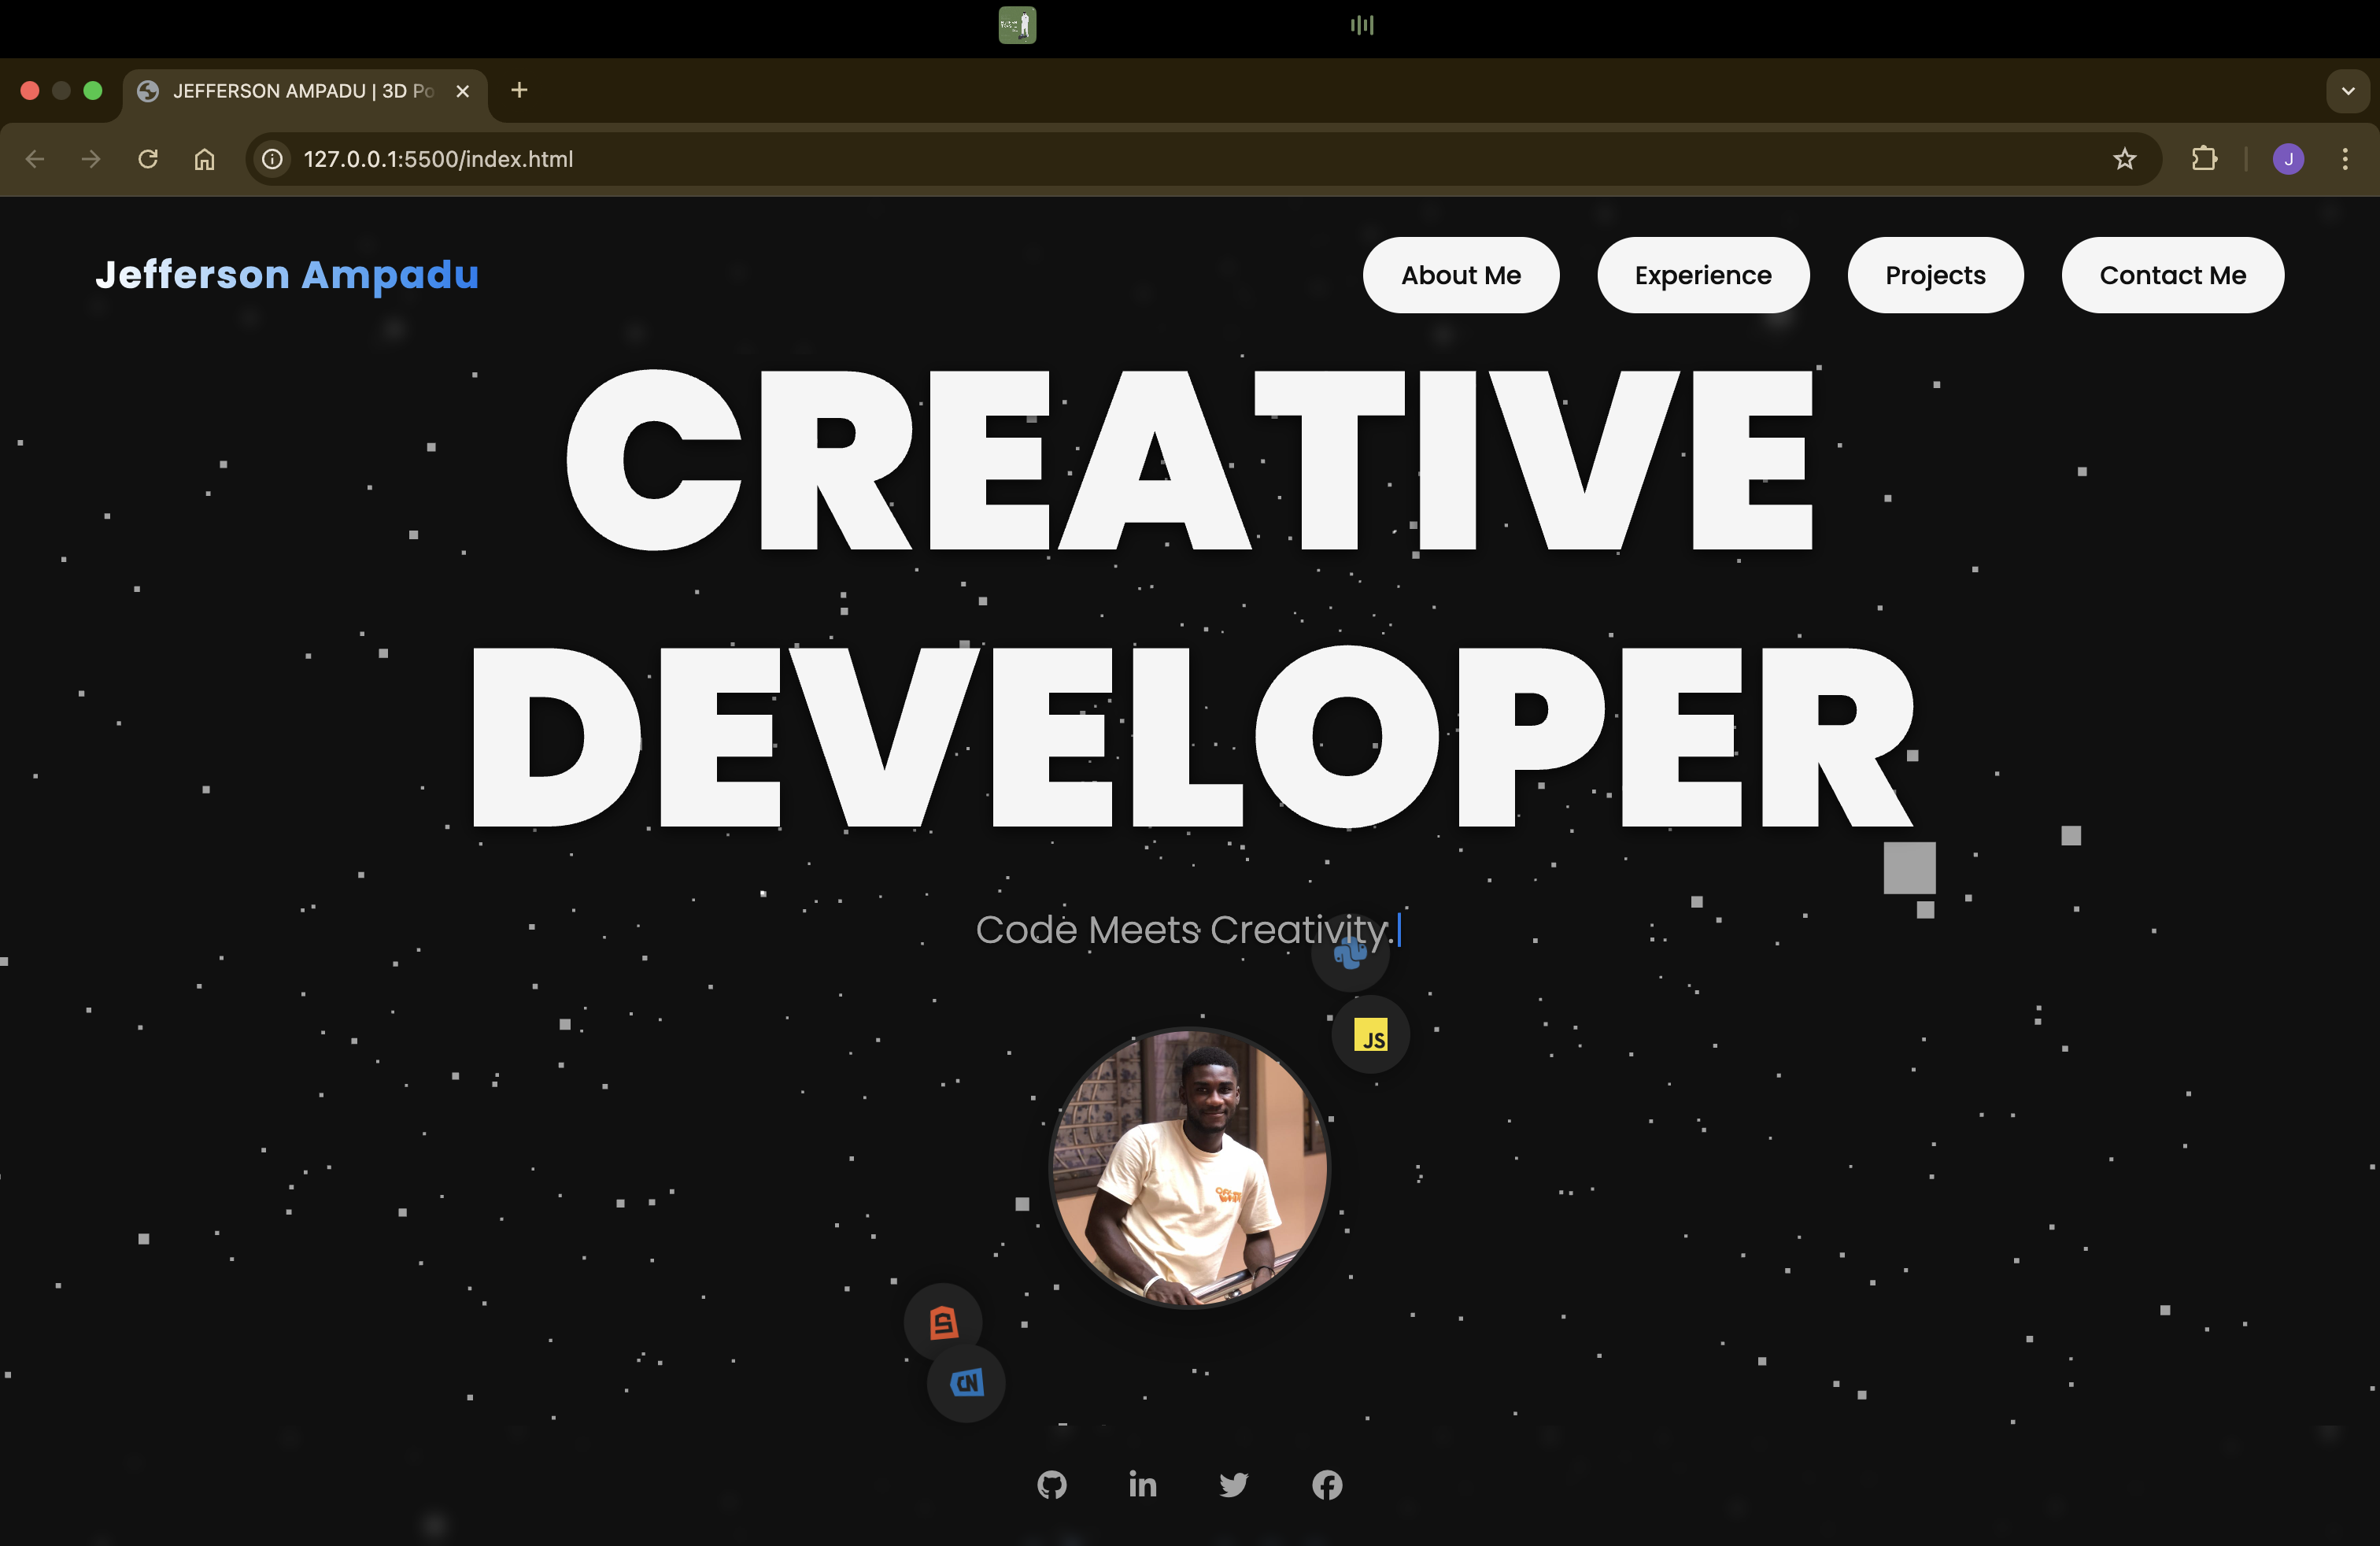 JEFFERSON AMPADU | 3D Po
127.0.0.1:5500/index.html
J
Jefferson Ampadu
About Me
Experience
Projects
Contact Me
CREATIVE
DEVELOPER
Code Meets Creativity.
JS
in